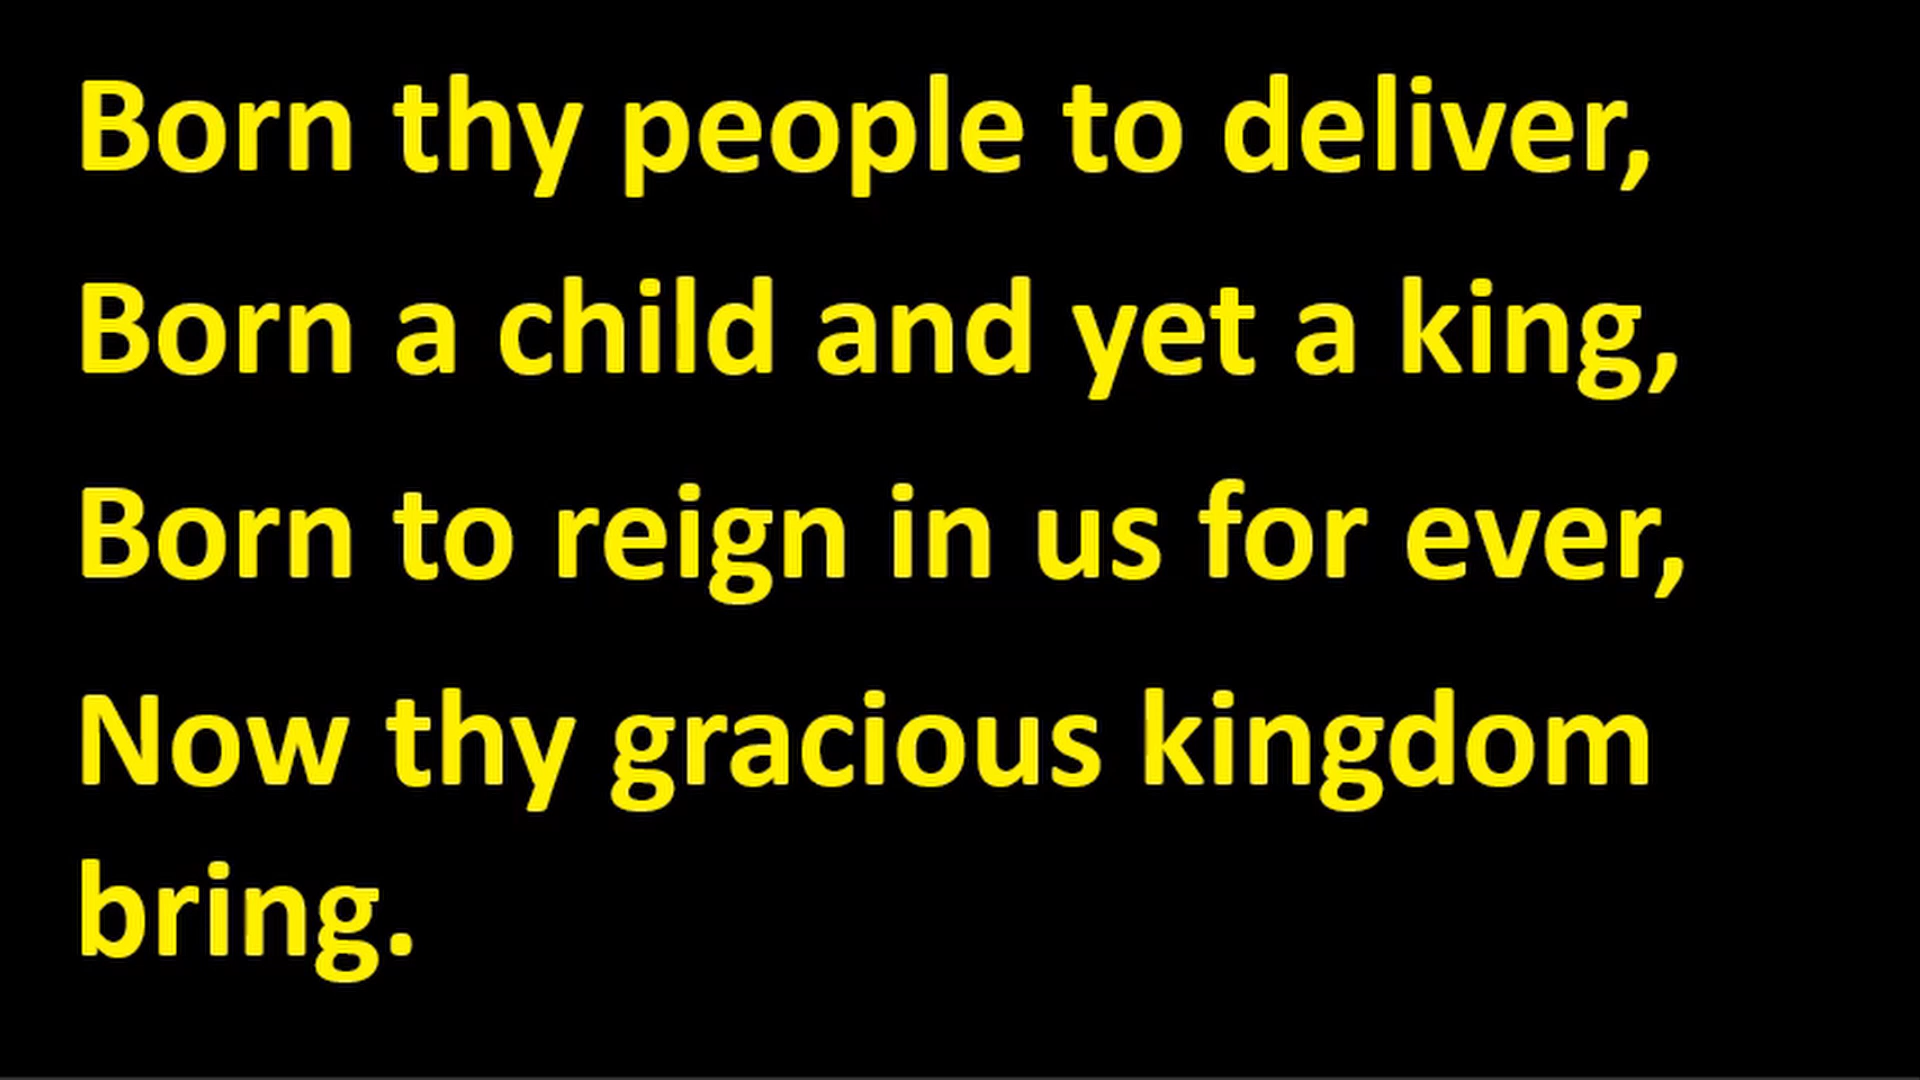 Born thy people to deliver,
Born a child and yet a king,
Born to reign in us for ever,
Now thy gracious kingdom
bring.